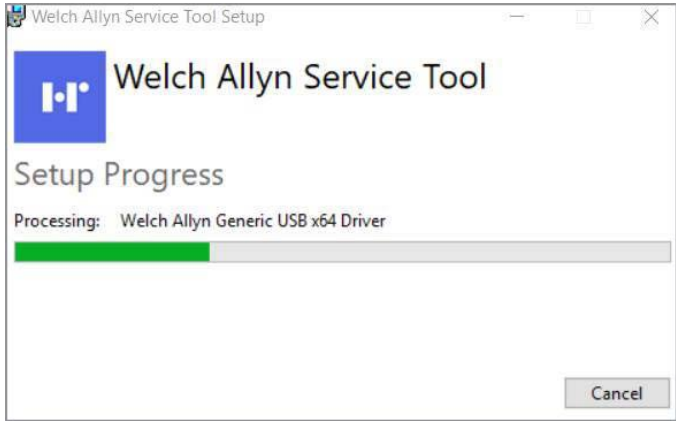 Welch Allyn Service Tool Setup
Welch Allyn Service Tool
Setup Progress
Processing: Welch Allyn Generic USB x64 Driver
Cancel